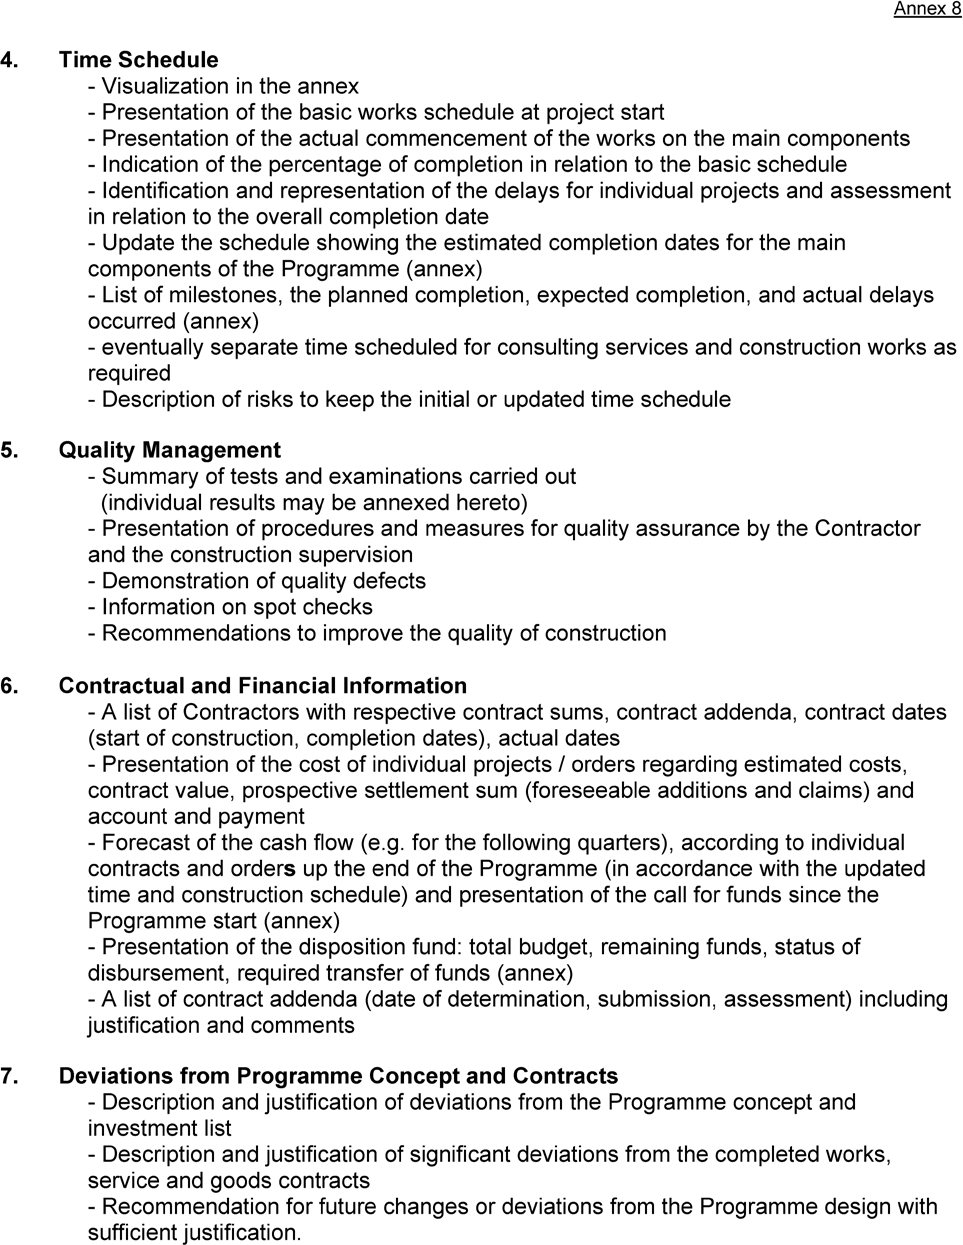 Annex 8
4. Time Schedule
- Visualization in the annex
- Presentation of the basic works schedule at project start
- Presentation of the actual commencement of the works on the main components
- Indication of the percentage of completion in relation to the basic schedule
- Identification and representation of the delays for individual projects and assessment
in relation to the overall completion date
- Update the schedule showing the estimated completion dates for the main
components of the Programme (annex)
- List of milestones, the planned completion, expected completion, and actual delays
occurred (annex)
- eventually separate time scheduled for consulting services and construction works as
required
- Description of risks to keep the initial or updated time schedule
5. Quality Management
- Summary of tests and examinations carried out
(individual results may be annexed hereto)
- Presentation of procedures and measures for quality assurance by the Contractor
and the construction supervision
- Demonstration of quality defects
- Information on spot checks
- Recommendations to improve the quality of construction
6. Contractual and Financial Information
- A list of Contractors with respective contract sums, contract addenda, contract dates
(start of construction, completion dates), actual dates
- Presentation of the cost of individual projects / orders regarding estimated costs,
contract value, prospective settlement sum (foreseeable additions and claims) and
account and payment
- Forecast of the cash flow (e.g. for the following quarters), according to individual
contracts and orders up the end of the Programme (in accordance with the updated
time and construction schedule) and presentation of the call for funds since the
Programme start (annex)
- Presentation of the disposition fund: total budget, remaining funds, status of
disbursement, required transfer of funds (annex)
- A list of contract addenda (date of determination, submission, assessment) including
justification and comments
7. Deviations from Programme Concept and Contracts
- Description and justification of deviations from the Programme concept and
investment list
- Description and justification of significant deviations from the completed works,
service and goods contracts
- Recommendation for future changes or deviations from the Programme design with
sufficient justification.